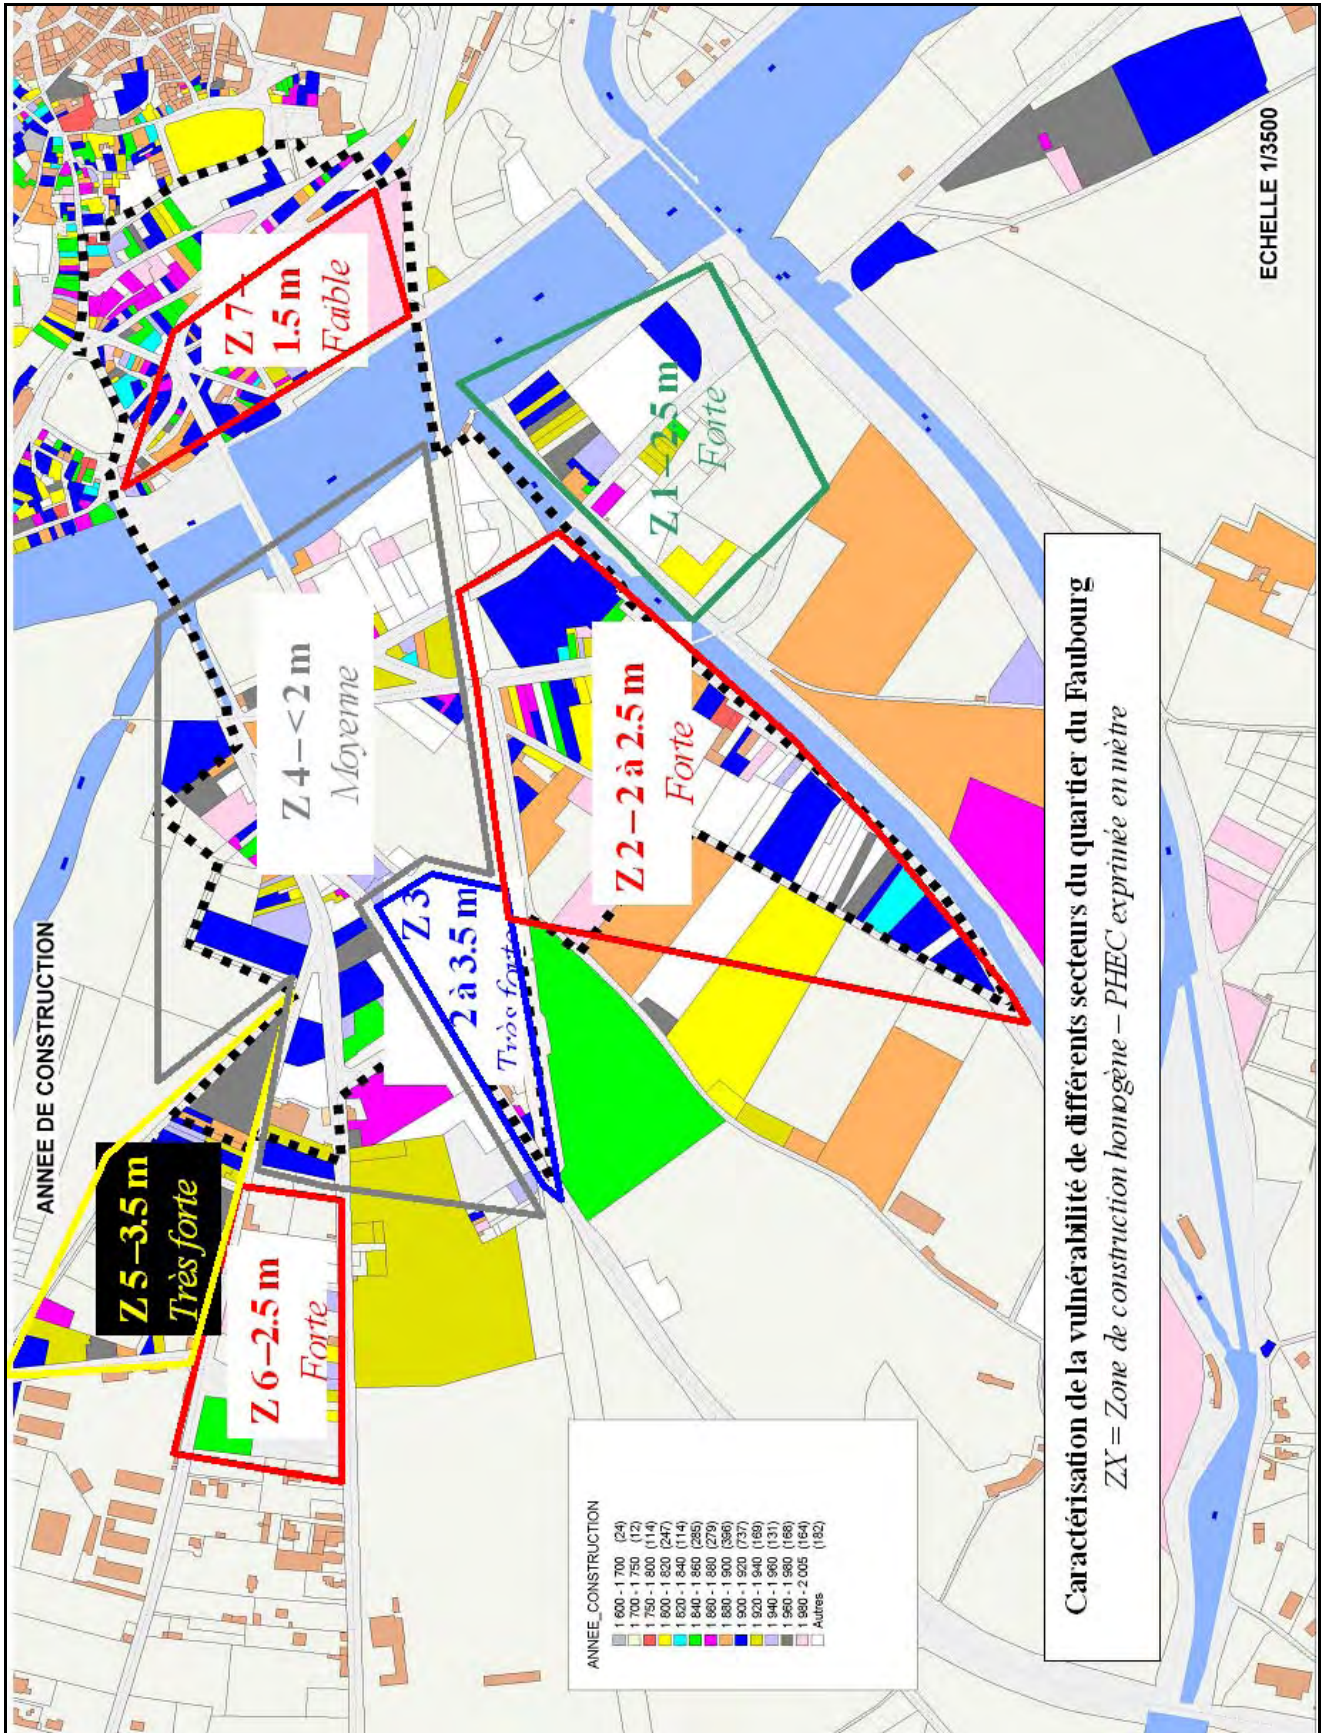 ANNEE DE CONSTRUCTION
Z 5 – 3.5 m
Très forte
Z 6 – 2.5 m
Forte
Z 4 – < 2 m
Moyenne
Z 7 –
1.5 m
Faible
Z 3
2 à 3.5 m
Très forte
Z 2 – 2 à 2.5 m
Forte
Z 1 – 2.5 m
Forte
ANNEE_CONSTRUCTION
1 600 - 1 700 (24)
1 700 - 1 750 (12)
1 750 - 1 800 (114)
1 800 - 1 820 (247)
1 820 - 1 840 (114)
1 840 - 1 860 (285)
1 860 - 1 880 (279)
1 880 - 1 900 (396)
1 900 - 1 920 (737)
1 920 - 1 940 (169)
1 940 - 1 960 (131)
1 960 - 1 980 (168)
1 980 - 2 005 (164)
Autres (182)
Caractérisation de la vulnérabilité de différents secteurs du quartier du Faubourg
ZX = Zone de construction homogène – PHEC exprimée en mètre
ECHELLE 1/3500